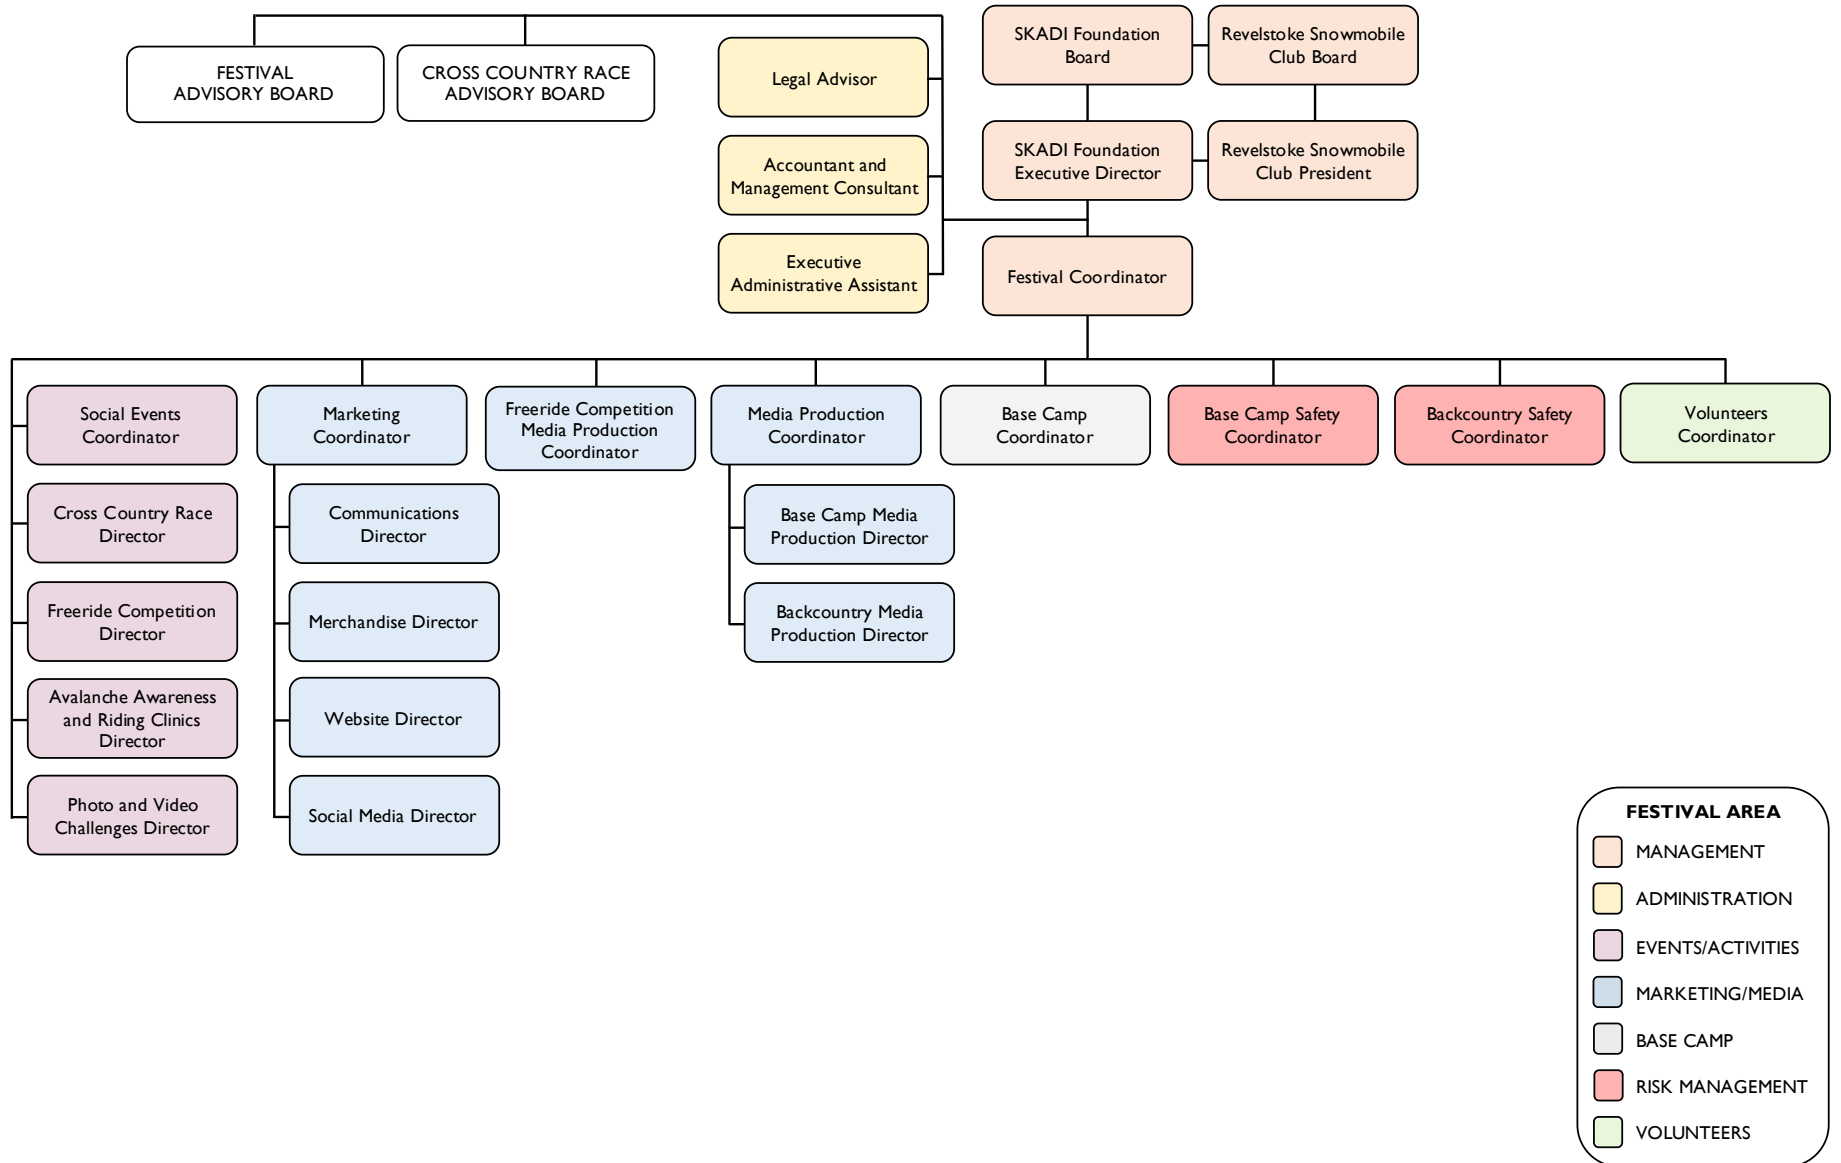 FESTIVAL
ADVISORY BOARD
CROSS COUNTRY RACE
ADVISORY BOARD
Legal Advisor
Accountant and
Management Consultant
Executive
Administrative Assistant
SKADI Foundation
Board
Revelstoke Snowmobile
Club Board
SKADI Foundation
Executive Director
Revelstoke Snowmobile
Club President
Festival Coordinator
Social Events
Coordinator
Cross Country Race
Director
Freeride Competition
Director
Avalanche Awareness
and Riding Clinics
Director
Photo and Video
Challenges Director
Marketing
Coordinator
Communications
Director
Merchandise Director
Website Director
Social Media Director
Freeride Competition
Media Production
Coordinator
Media Production
Coordinator
Base Camp Media
Production Director
Backcountry Media
Production Director
Base Camp
Coordinator
Base Camp Safety
Coordinator
Backcountry Safety
Coordinator
Volunteers
Coordinator
FESTIVAL AREA
MANAGEMENT
ADMINISTRATION
EVENTS/ACTIVITIES
MARKETING/MEDIA
BASE CAMP
RISK MANAGEMENT
VOLUNTEERS